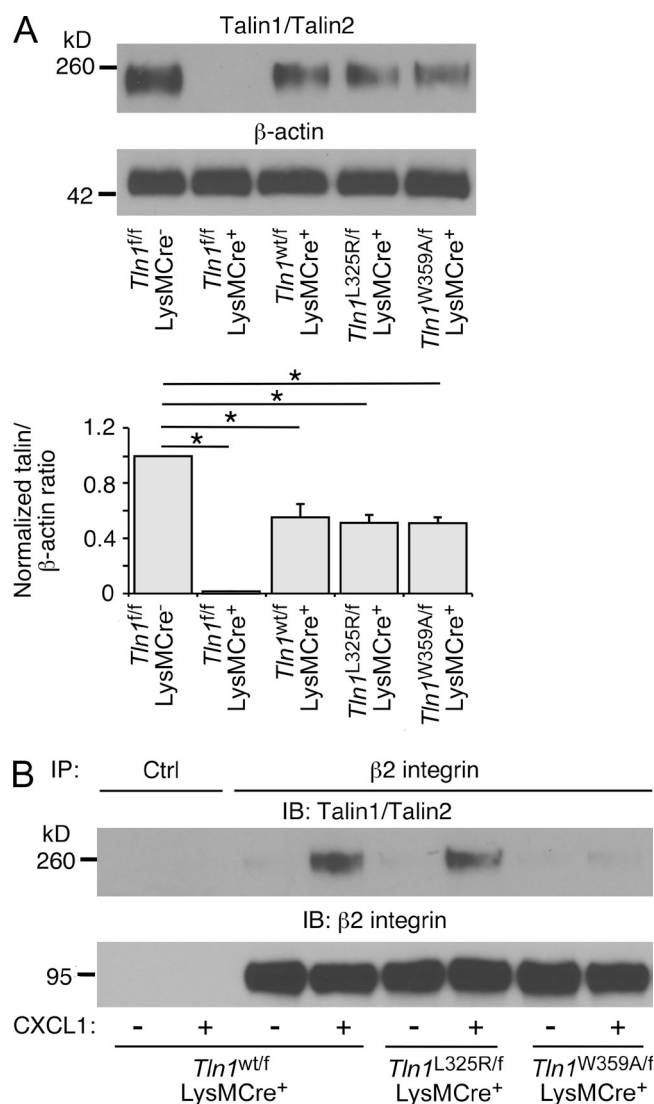 A
Talin1/Talin2
kD
260
β-actin
42
Tln1f/f LysMCre-
Tln1f/f LysMCre+
Tln1wt/f LysMCre+
Tln1L325R/f LysMCre+
Tln1W359A/f LysMCre+
*
*
*
*
Normalized talin/
β-actin ratio
1.2
0.8
0.4
0
Tln1f/f LysMCre-
Tln1f/f LysMCre+
Tln1wt/f LysMCre+
Tln1L325R/f LysMCre+
Tln1W359A/f LysMCre+
B
IP: Ctrl β2 integrin
IB: Talin1/Talin2
kD
260
IB: β2 integrin
95
CXCL1: - + - + - + - +
Tln1wt/f Tln1L325R/f Tln1W359A/f
LysMCre+ LysMCre+ LysMCre+